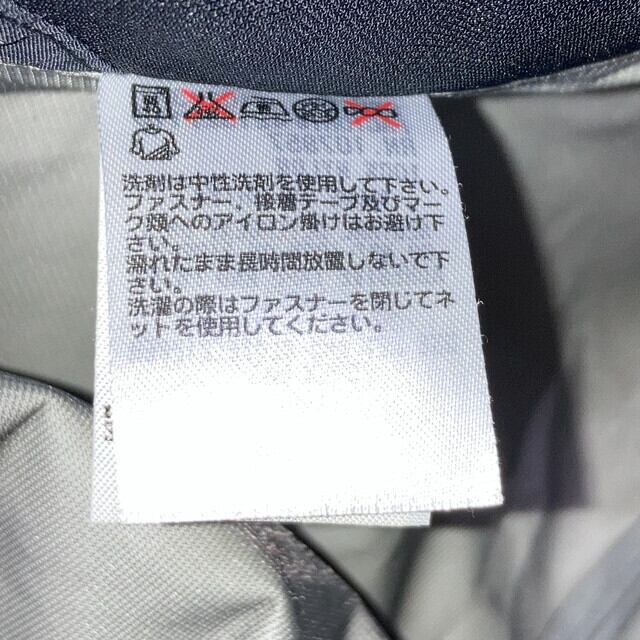 洗剤は中性洗剤を使用して下さい。
ファスナー、接着テープ及びマー
ク類へのアイロン掛けはお避け下
さい。
濡れたまま長時間放置しないで下
さい。
洗濯の際はファスナーを閉じてネ
ットを使用してください。